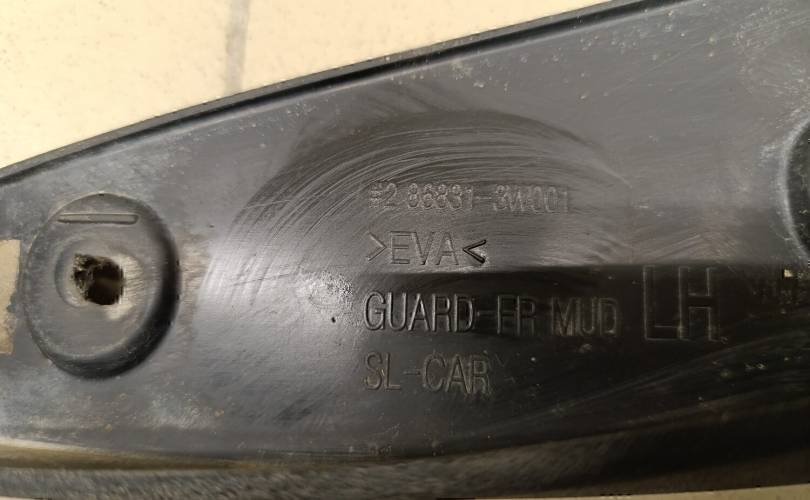 #2 86831-3W001
>EVA<
GUARD-FR MUD LH
SL-CAR